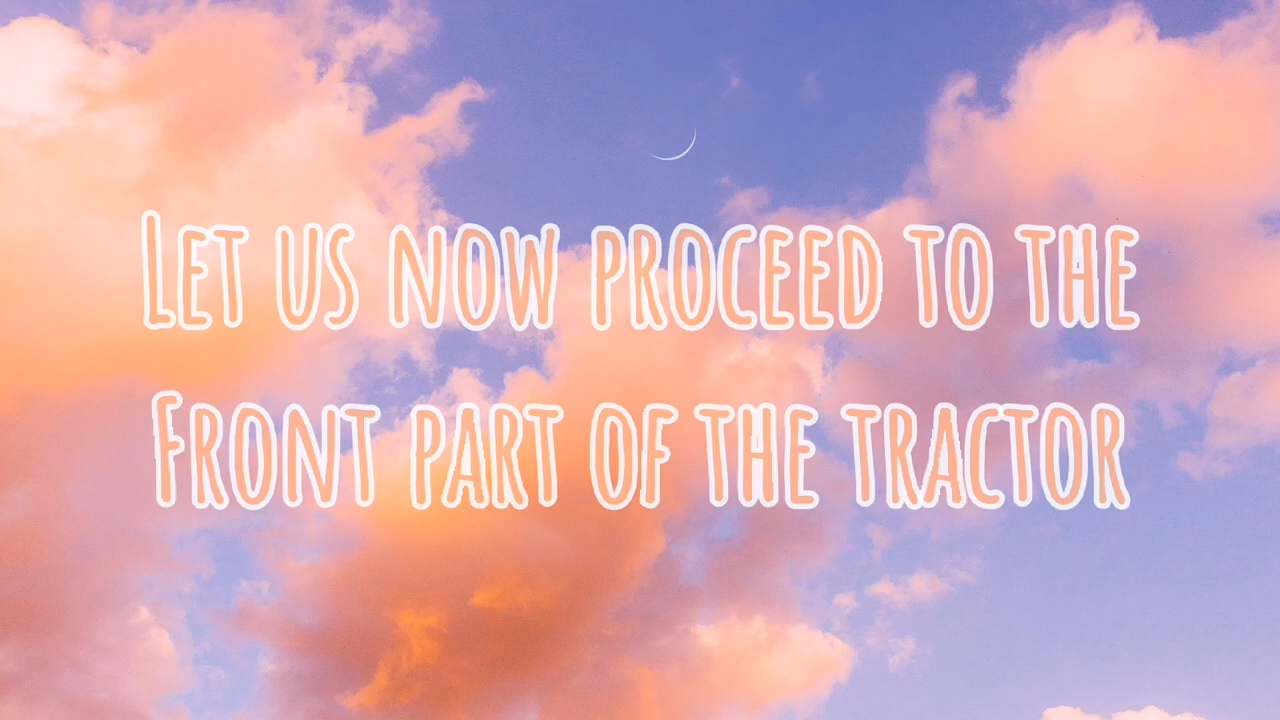 Let us now proceed to the
Front part of the tractor